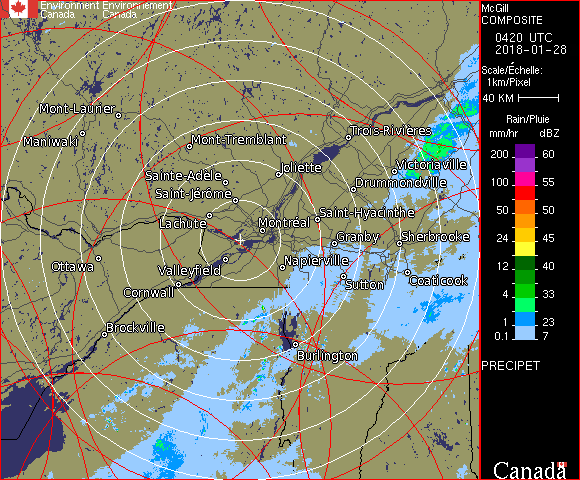 Environment Environnement
Canada Canada
McGill
COMPOSITE
0420 UTC
2018-01-28
Scale/Échelle:
1km/Pixel
40 KM
Rain/Pluie
mm/hr dBZ
200 60
150 57
100 55
50 50
24 45
12 40
4 33
1 23
0.1 7
PRECIPET
Canada
Mont-Laurier
Maniwaki
Mont-Tremblant
Trois-Rivières
Sainte-Adèle
Joliette
Victoriaville
Saint-Jérôme
Drummondville
Lachute
Montréal
Saint-Hyacinthe
Granby
Sherbrooke
Ottawa
Valleyfield
Napierville
Cornwall
Sutton
Coaticook
Brockville
Burlington